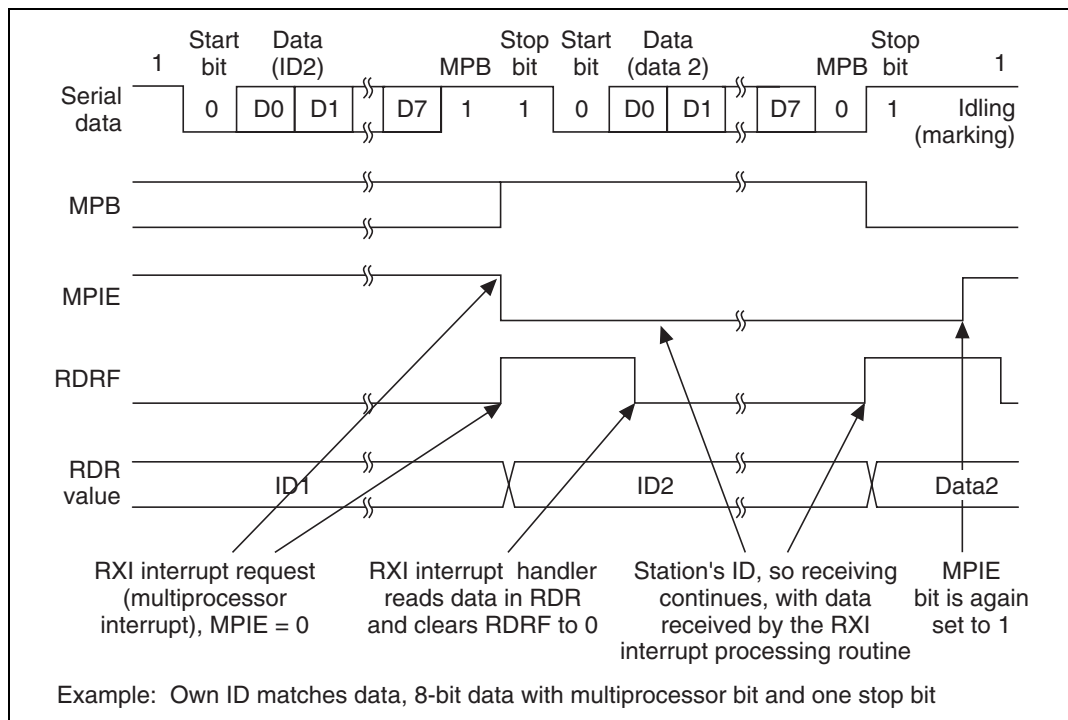 Start Data Stop Start Data Stop
1 bit (ID2) MPB bit bit (data 2) MPB bit 1
Serial data 0 D0 D1 D7 1 1 0 D0 D1 D7 0 1 Idling (marking)
MPB
MPIE
RDRF
RDR value ID1 ID2 Data2
RXI interrupt request
(multiprocessor
interrupt), MPIE = 0
RXI interrupt handler
reads data in RDR
and clears RDRF to 0
Station's ID, so receiving
continues, with data
received by the RXI
interrupt processing routine
MPIE
bit is again
set to 1
Example: Own ID matches data, 8-bit data with multiprocessor bit and one stop bit